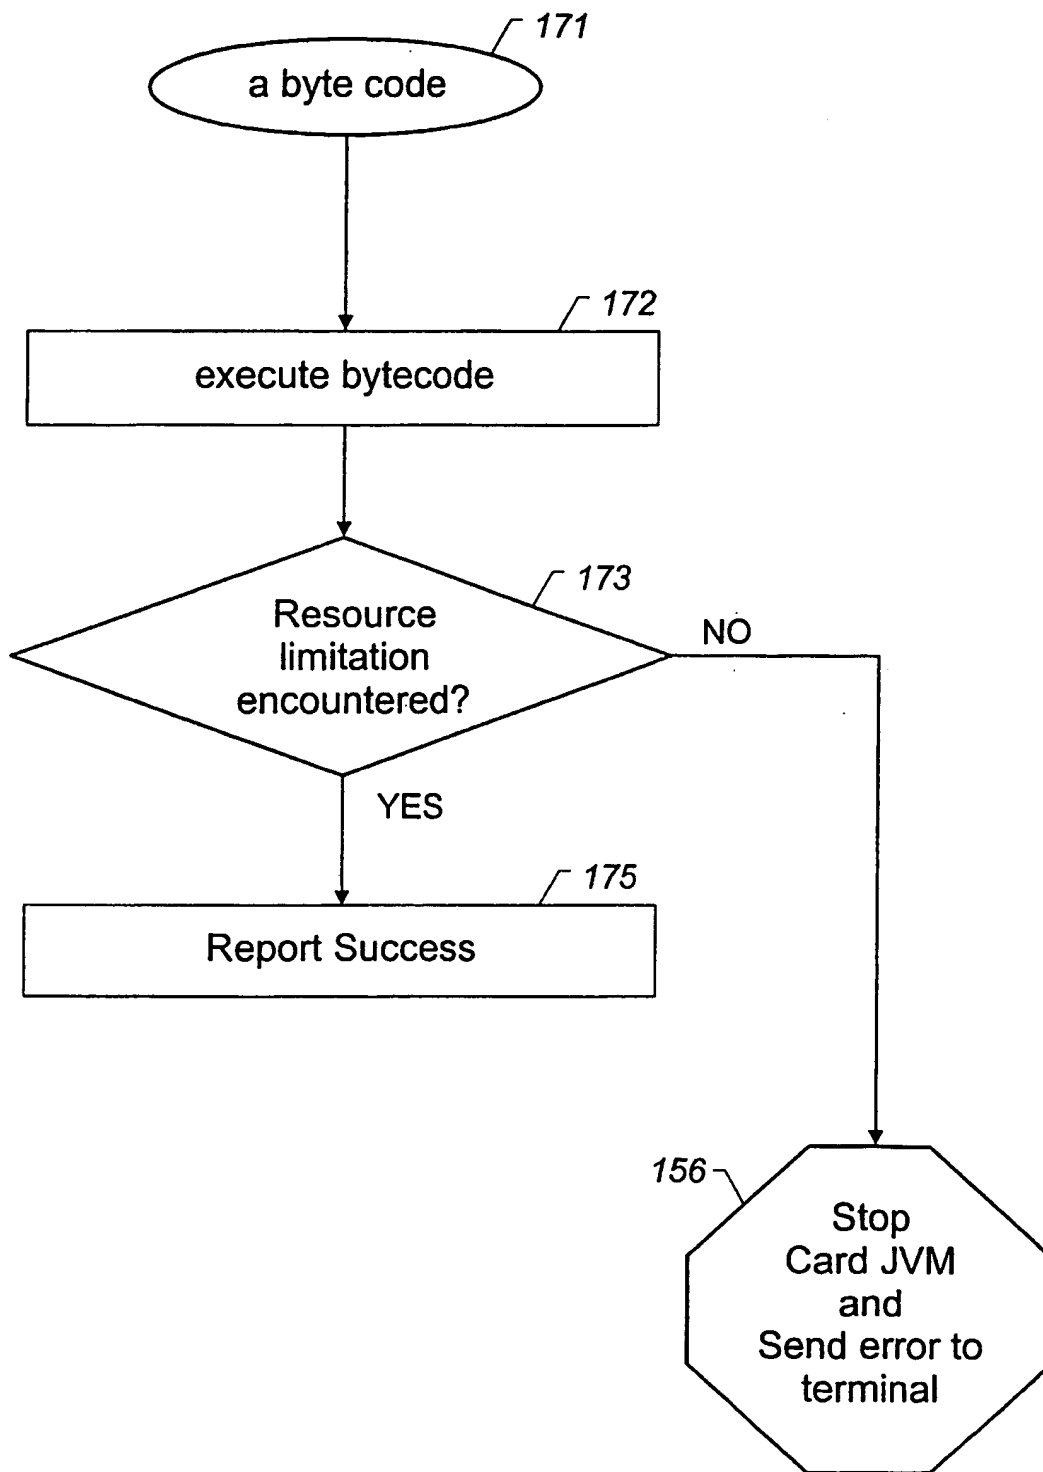 171
a byte code
172
execute bytecode
173
Resource
limitation
encountered?
NO
YES
175
Report Success
156
Stop
Card JVM
and
Send error to
terminal